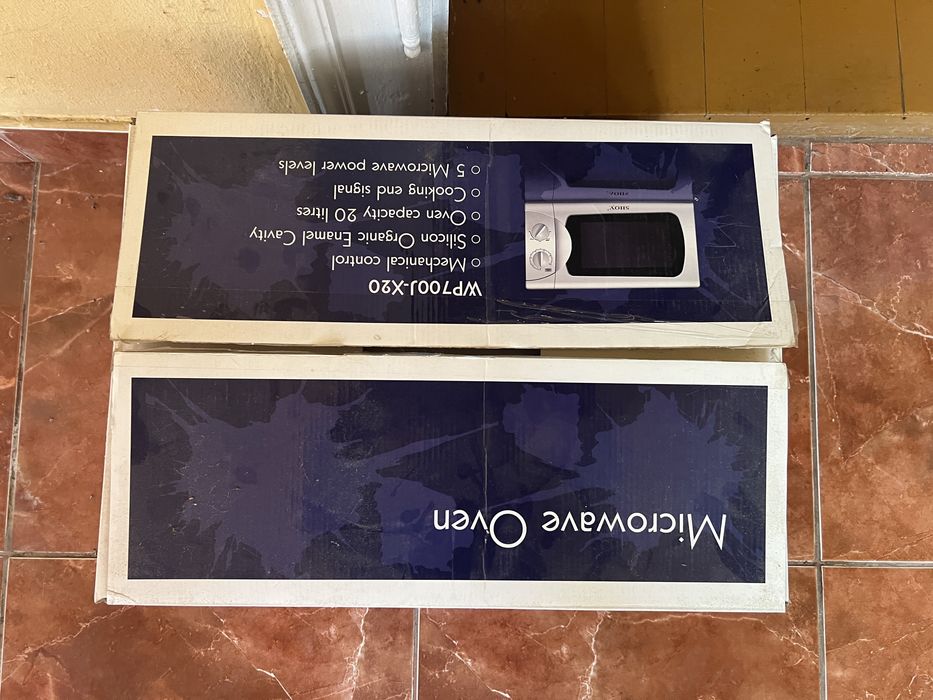 WP700J-X20
Mechanical control
Silicon Organic Enamel Cavity
Oven capacity 20 litres
Cooking end signal
5 Microwave power levels
Microwave Oven